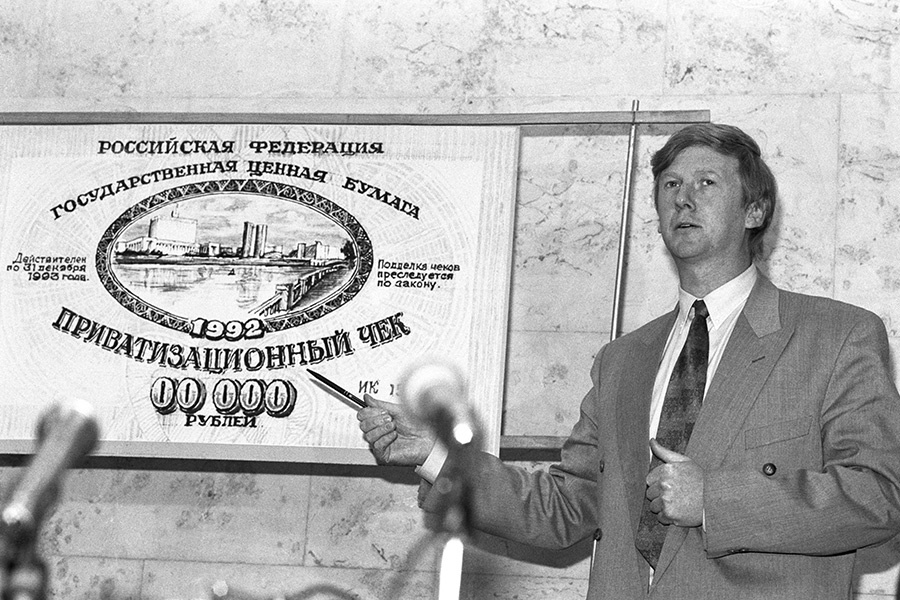 РОССИЙСКАЯ ФЕДЕРАЦИЯ
ГОСУДАРСТВЕННАЯ ЦЕННАЯ БУМАГА
Действителен
по 31 декабря
1993 года.
Подделка чеков
преследуется
по закону.
1992
ПРИВАТИЗАЦИОННЫЙ ЧЕК
00 000
ИК
РУБЛЕЙ